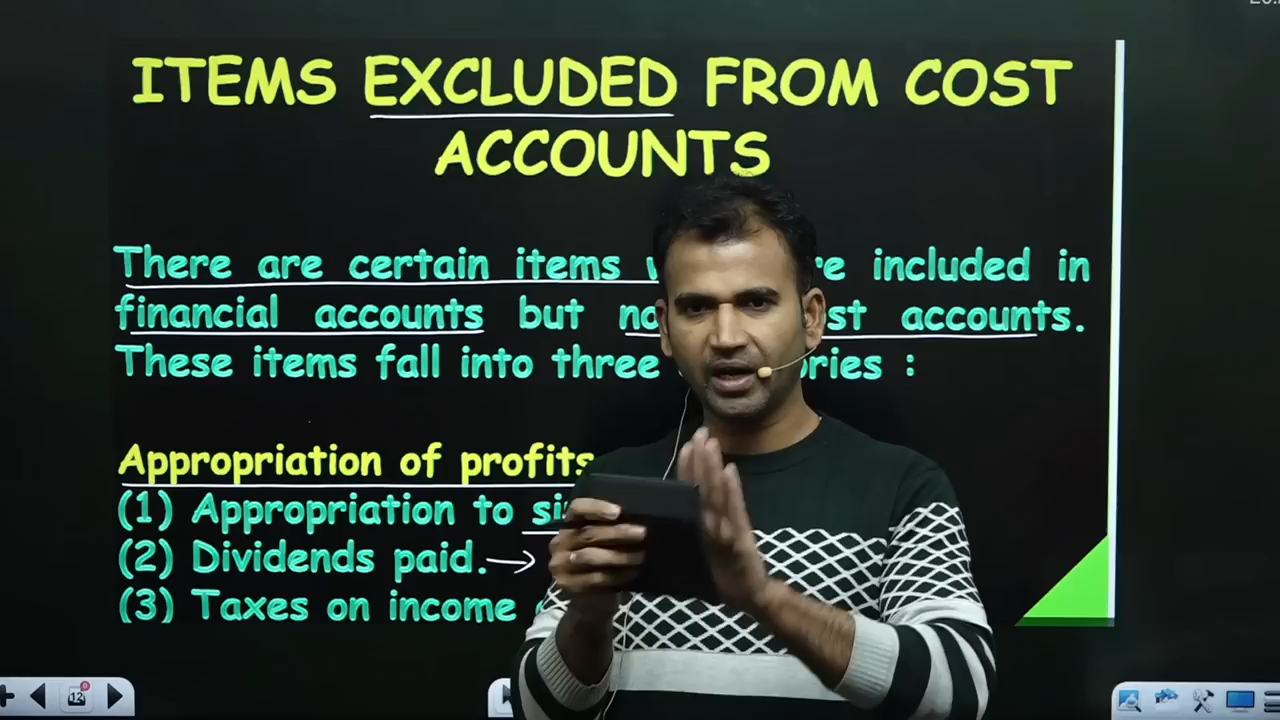 ITEMS EXCLUDED FROM COST
ACCOUNTS
There are certain items included in
financial accounts but accounts.
These items fall into three :
Appropriation of profits
(1) Appropriation to
(2) Dividends paid.→
(3) Taxes on income
12